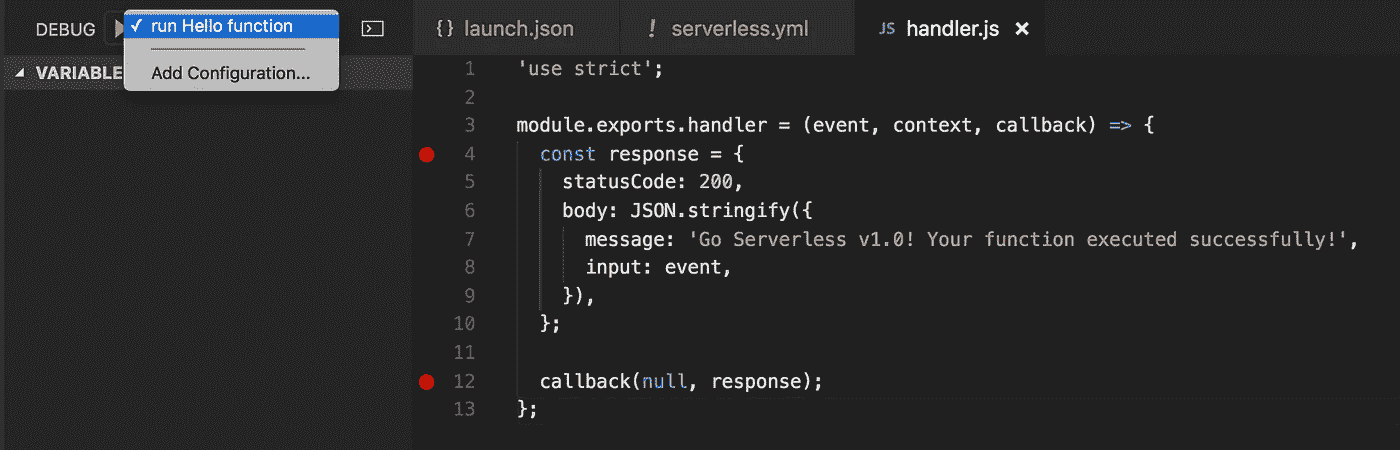 DEBUG ✓ run Hello function
Add Configuration...
VARIABLE
{} launch.json ! serverless.yml JS handler.js ×
1 'use strict';
2
3 module.exports.handler = (event, context, callback) => {
4 const response = {
5 statusCode: 200,
6 body: JSON.stringify({
7 message: 'Go Serverless v1.0! Your function executed successfully!',
8 input: event,
9 }),
10 };
11
12 callback(null, response);
13 };